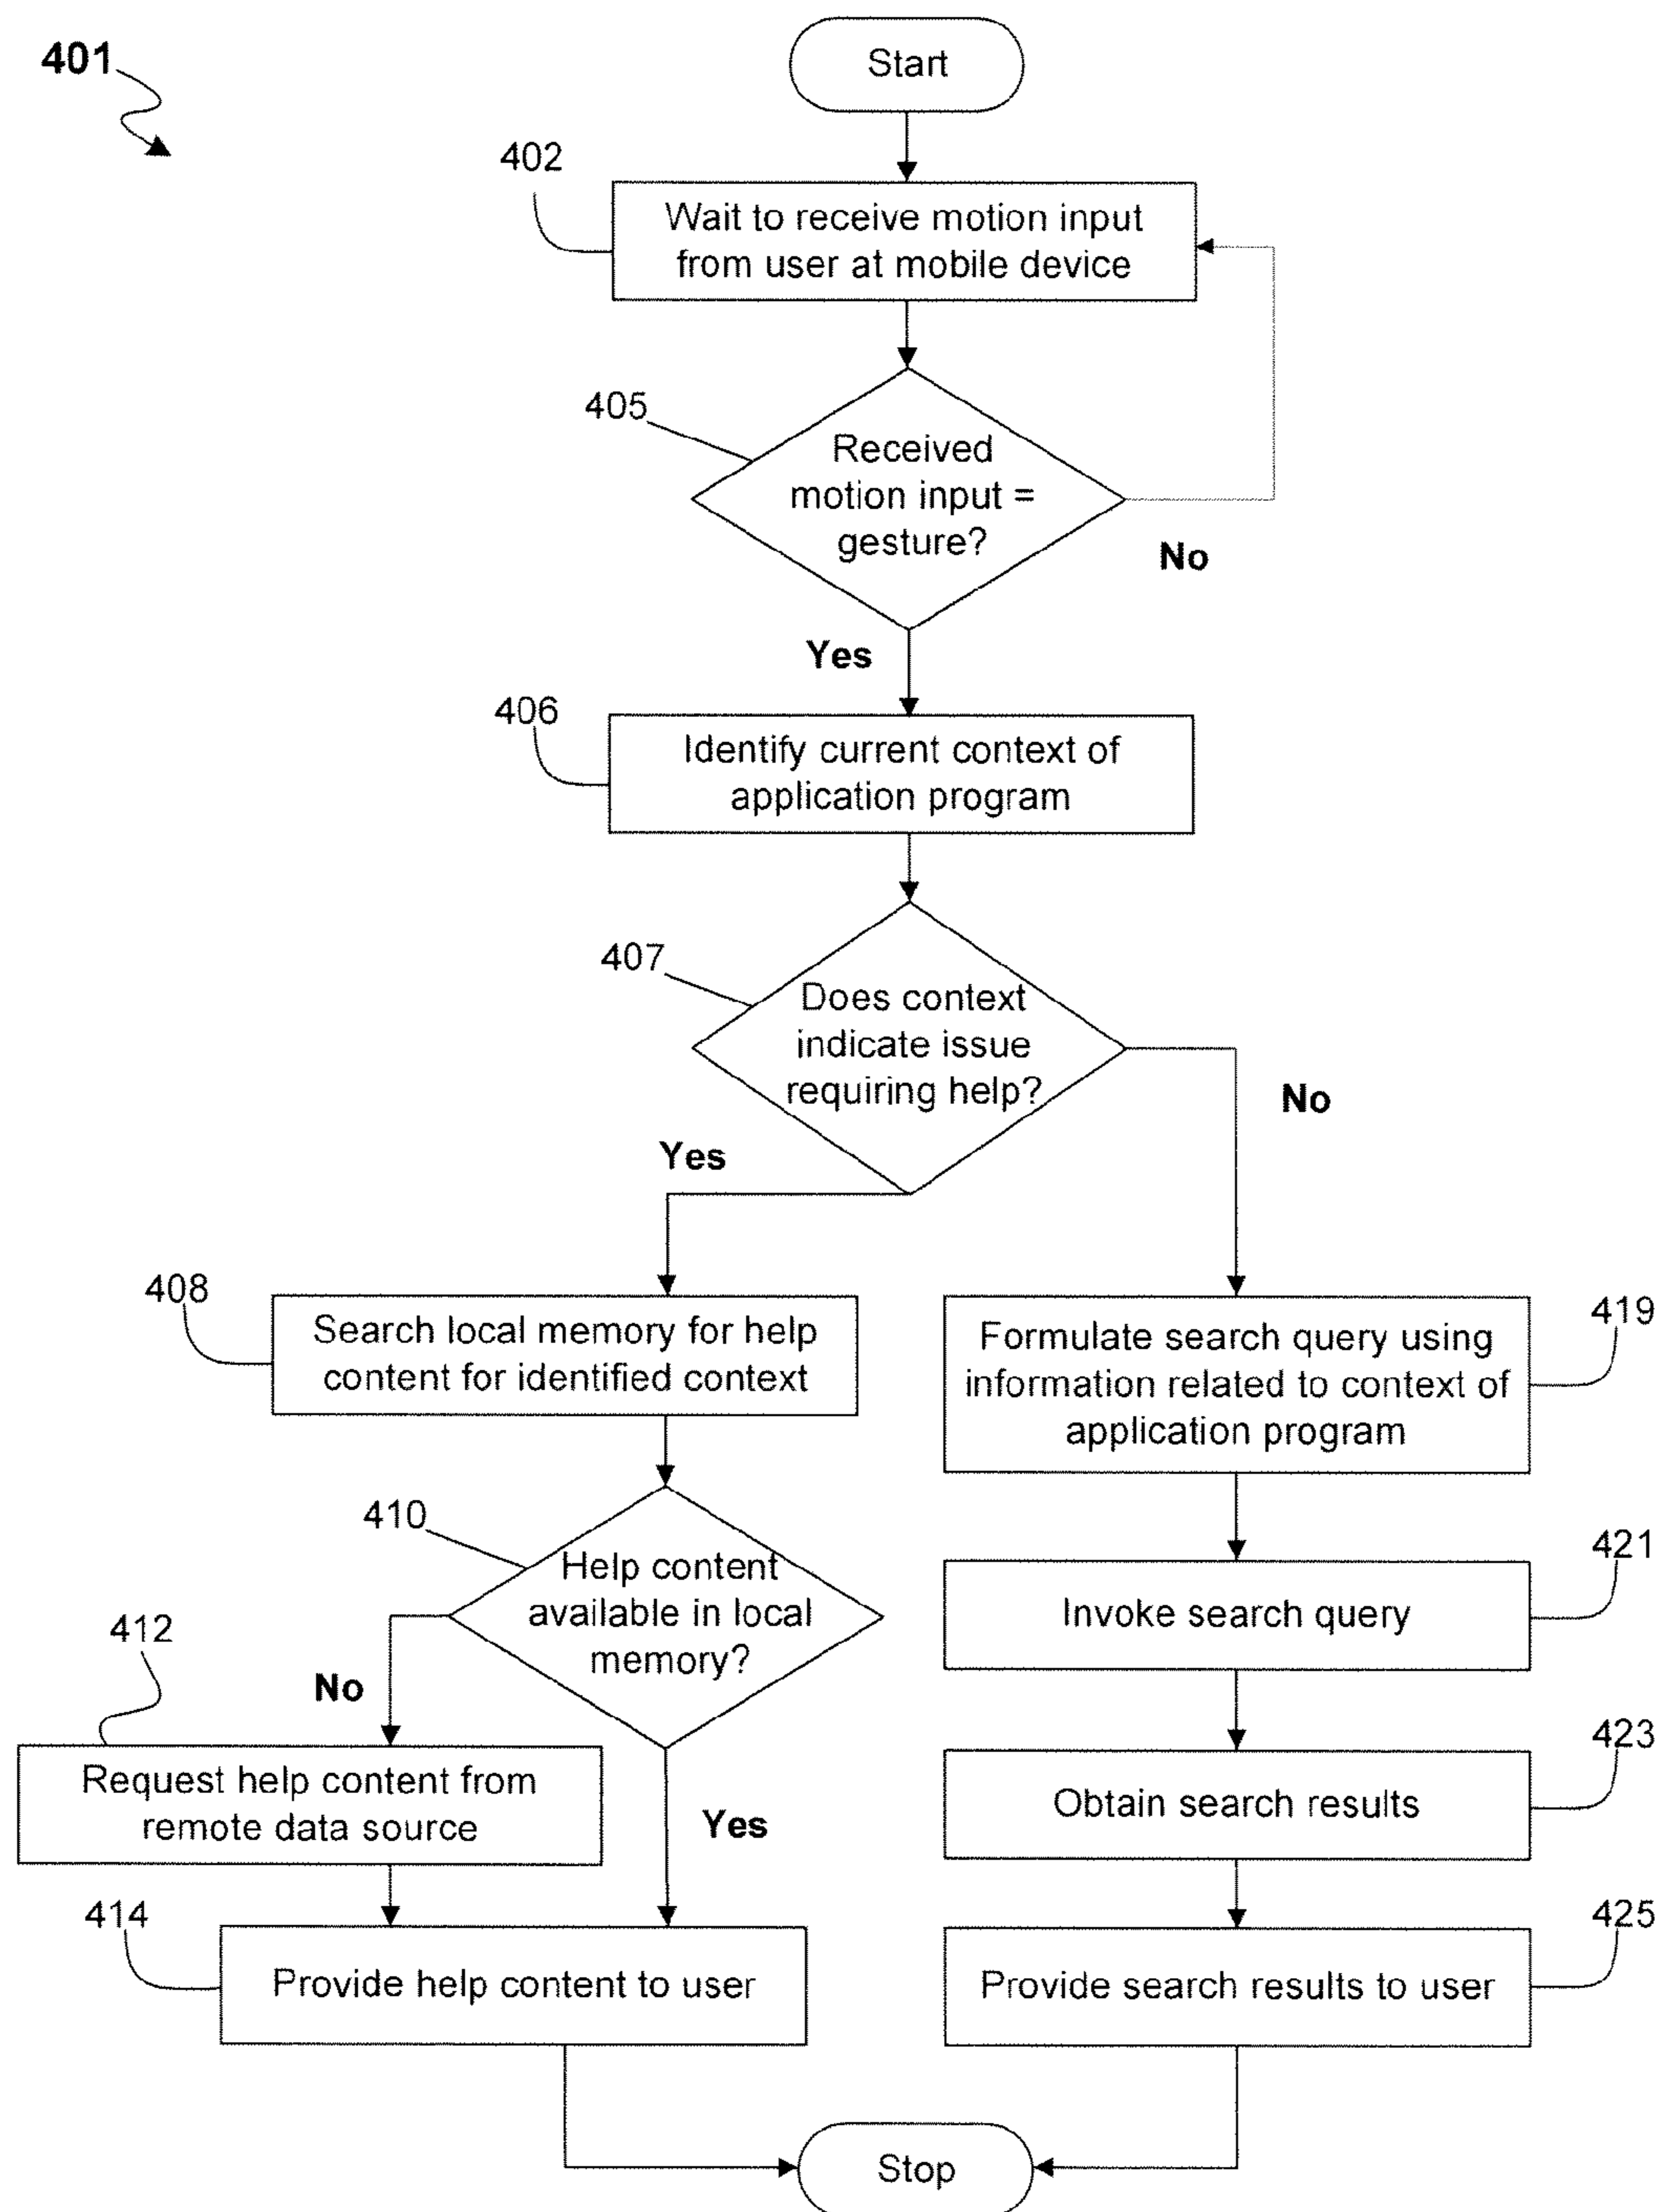 401
Start
402
Wait to receive motion input
from user at mobile device
405
Received
motion input =
gesture?
No
Yes
406
Identify current context of
application program
407
Does context
indicate issue
requiring help?
No
Yes
408
Search local memory for help
content for identified context
419
Formulate search query using
information related to context of
application program
410
Help content
available in local
memory?
421
Invoke search query
412
No
Request help content from
remote data source
Yes
423
Obtain search results
414
Provide help content to user
425
Provide search results to user
Stop